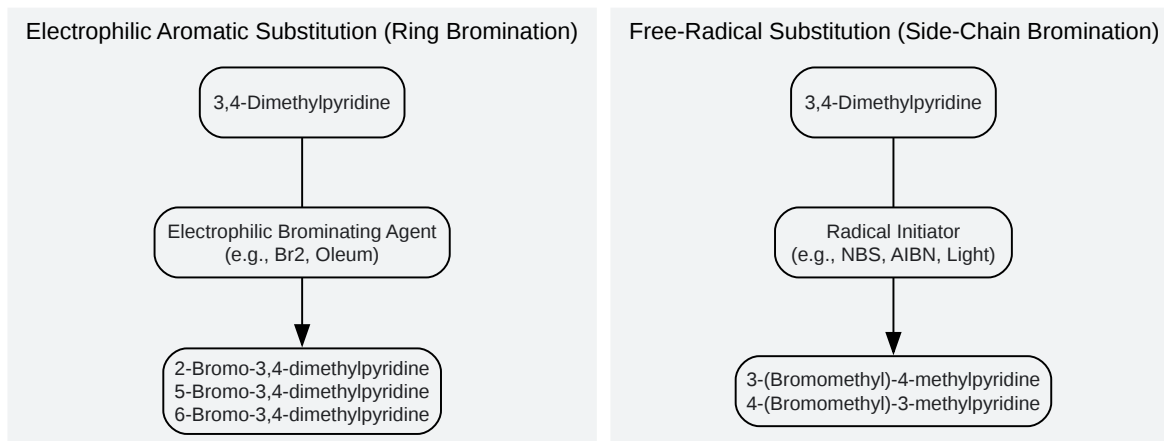 Electrophilic Aromatic Substitution (Ring Bromination)
3,4-Dimethylpyridine
Electrophilic Brominating Agent
(e.g., Br2, Oleum)
2-Bromo-3,4-dimethylpyridine
5-Bromo-3,4-dimethylpyridine
6-Bromo-3,4-dimethylpyridine
Free-Radical Substitution (Side-Chain Bromination)
3,4-Dimethylpyridine
Radical Initiator
(e.g., NBS, AIBN, Light)
3-(Bromomethyl)-4-methylpyridine
4-(Bromomethyl)-3-methylpyridine